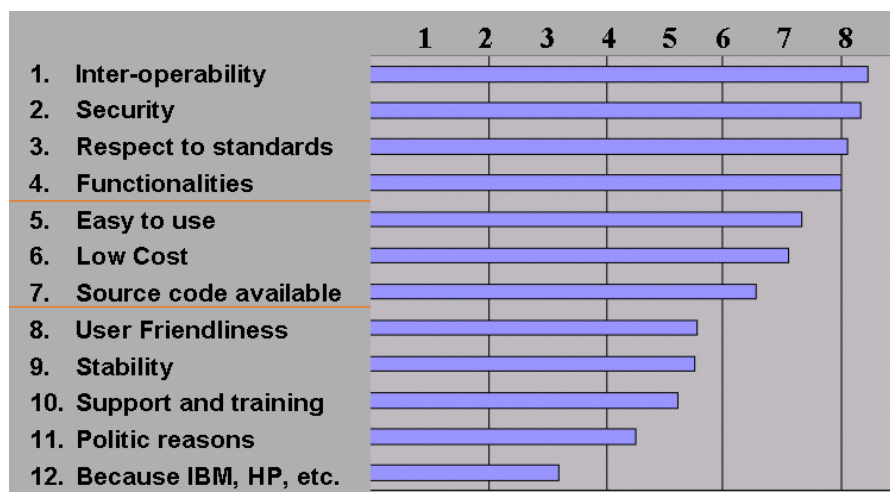 1 2 3 4 5 6 7 8
1. Inter-operability
2. Security
3. Respect to standards
4. Functionalities
5. Easy to use
6. Low Cost
7. Source code available
8. User Friendliness
9. Stability
10. Support and training
11. Politic reasons
12. Because IBM, HP, etc.